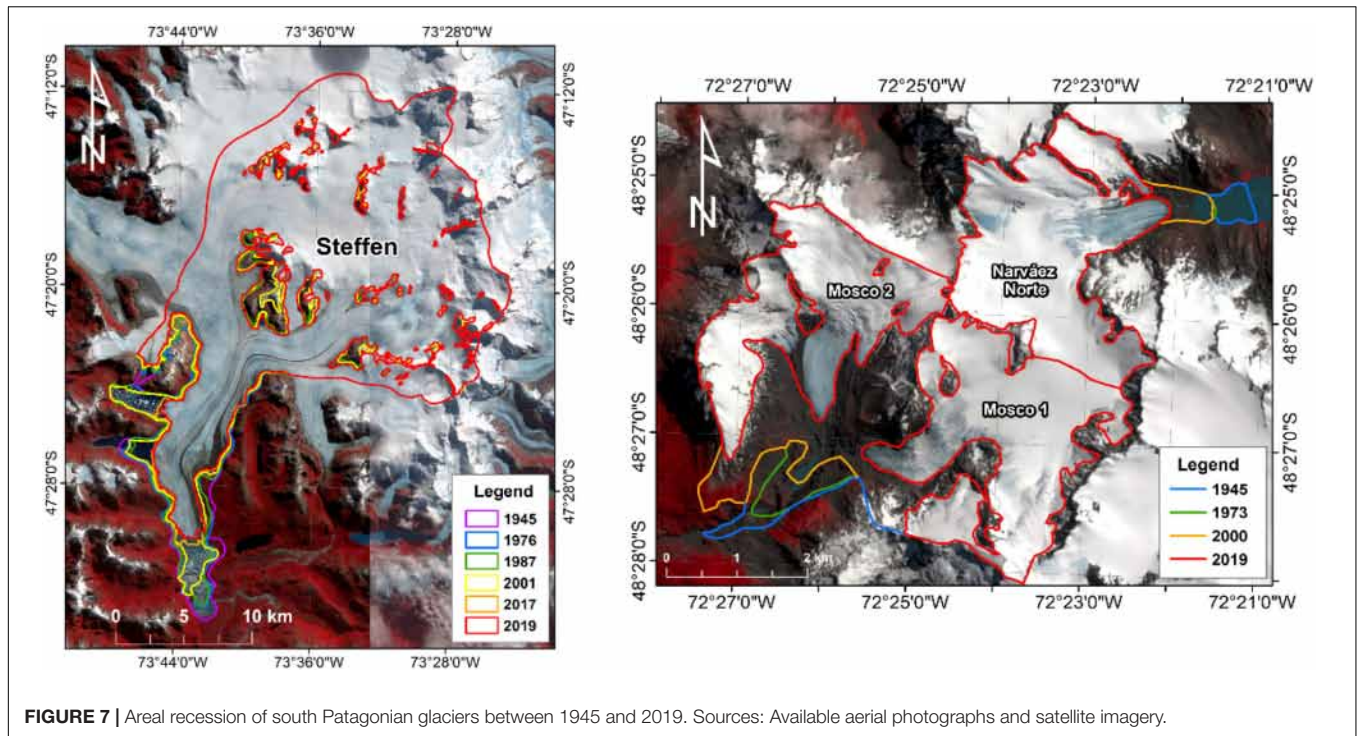 73°44'0"W 73°36'0"W 73°28'0"W
47°12'0"S
47°12'0"S
N
Steffen
47°20'0"S
47°20'0"S
47°28'0"S
47°28'0"S
Legend
1945
1976
1987
2001
2017
2019
0 5 10 km
73°44'0"W 73°36'0"W 73°28'0"W
72°27'0"W 72°25'0"W 72°23'0"W 72°21'0"W
48°25'0"S
48°25'0"S
N
Narváez
Norte
Mosco 2
48°26'0"S
48°26'0"S
Mosco 1
48°27'0"S
48°27'0"S
Legend
1945
1973
2000
2019
0 1 2 km
48°28'0"S
72°27'0"W 72°25'0"W 72°23'0"W 72°21'0"W
FIGURE 7 | Areal recession of south Patagonian glaciers between 1945 and 2019. Sources: Available aerial photographs and satellite imagery.